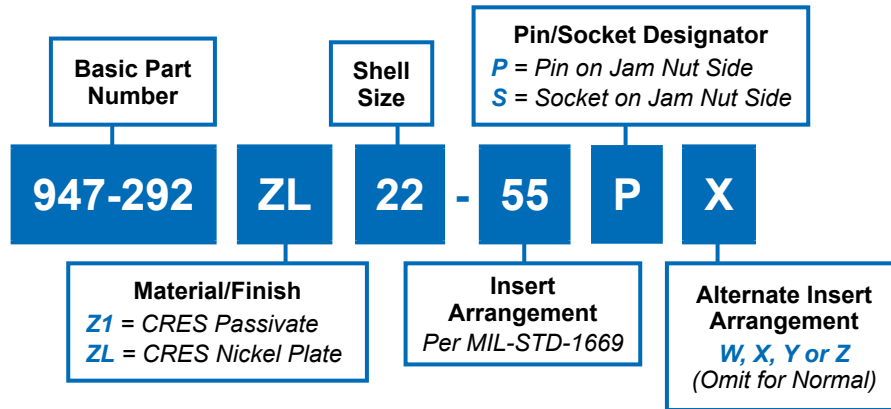 Basic Part
Number
Shell
Size
Pin/Socket Designator
P = Pin on Jam Nut Side
S = Socket on Jam Nut Side
947-292 ZL 22 - 55 P X
Material/Finish
Z1 = CRES Passivate
ZL = CRES Nickel Plate
Insert
Arrangement
Per MIL-STD-1669
Alternate Insert
Arrangement
W, X, Y or Z
(Omit for Normal)